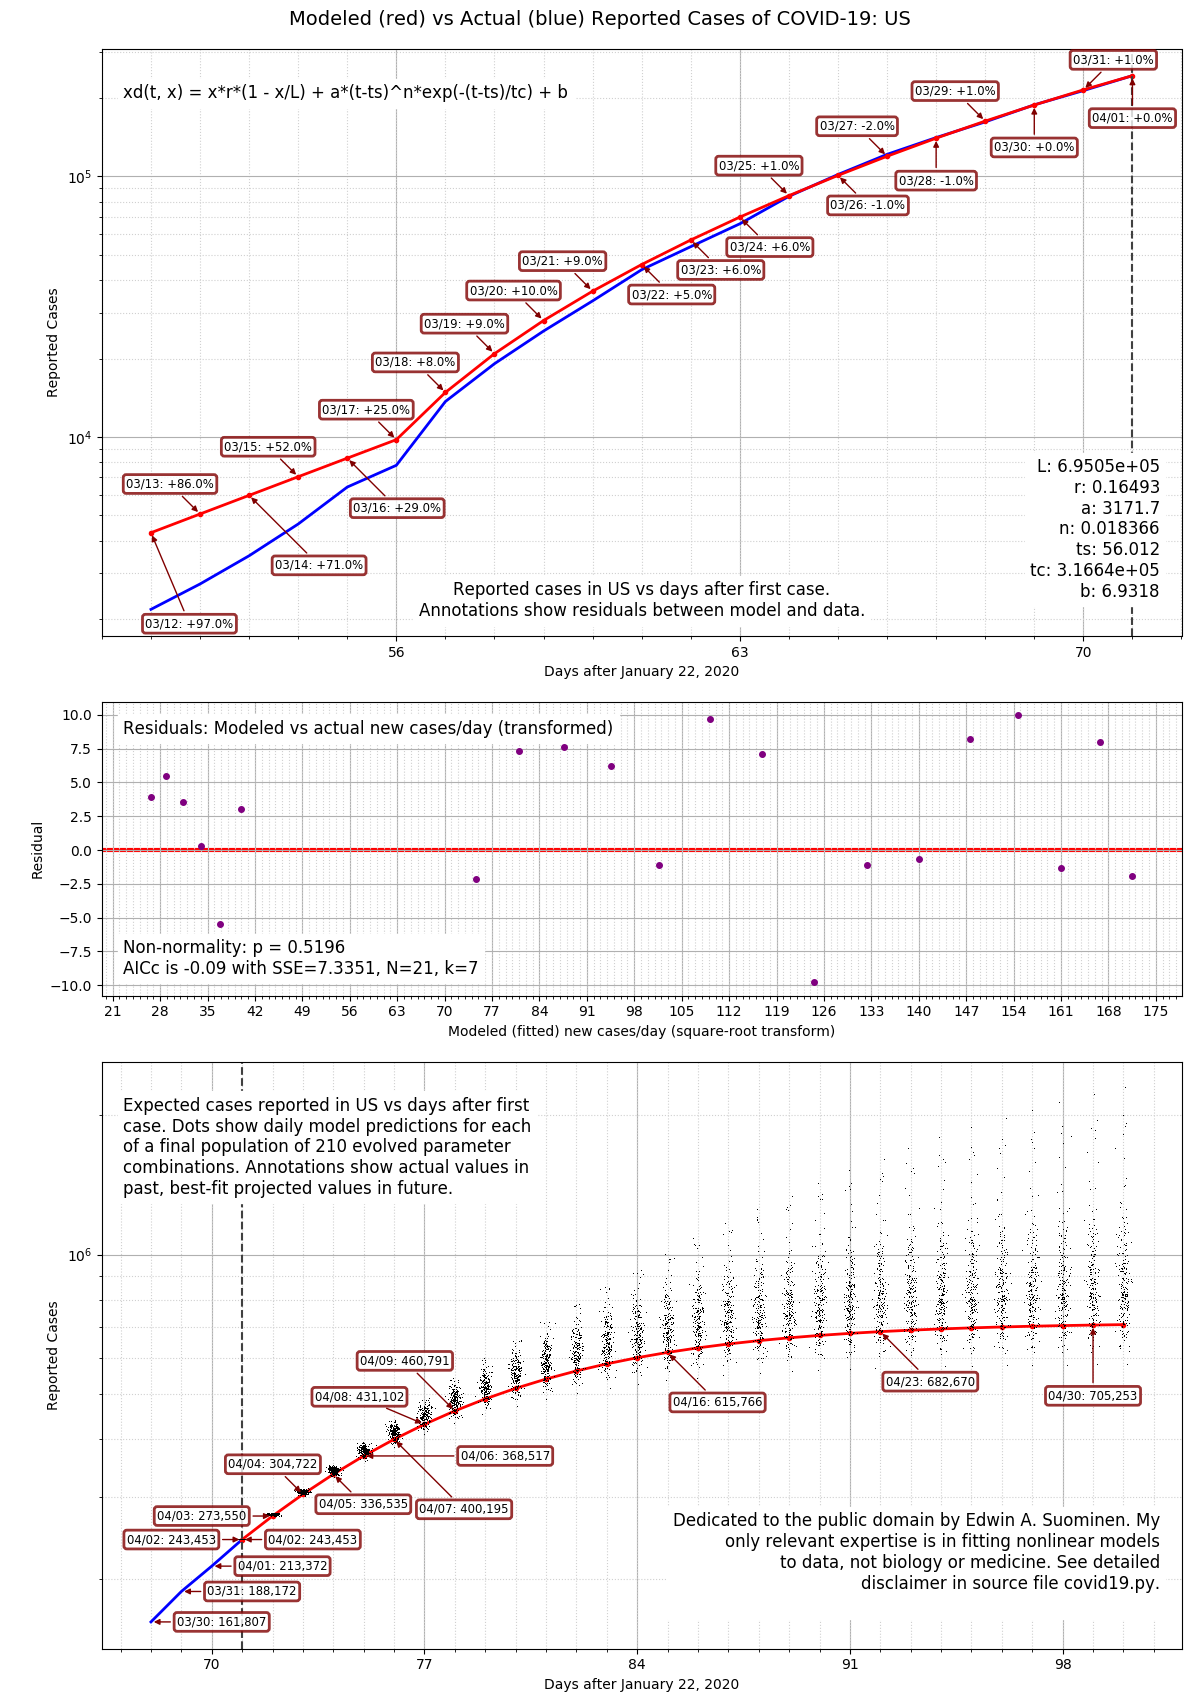 Modeled (red) vs Actual (blue) Reported Cases of COVID-19: US
xd(t, x) = x*r*(1 - x/L) + a*(t-ts)^n*exp(-(t-ts)/tc) + b
03/31: +1.0%
03/29: +1.0%
04/01: +0.0%
03/27: -2.0%
03/30: +0.0%
03/25: +1.0%
10^5
03/28: -1.0%
03/26: -1.0%
03/24: +6.0%
03/21: +9.0%
03/23: +6.0%
03/20: +10.0%
03/22: +5.0%
03/19: +9.0%
Reported Cases
03/18: +8.0%
03/17: +25.0%
10^4
03/15: +52.0%
03/13: +86.0%
03/16: +29.0%
03/14: +71.0%
03/12: +97.0%
L: 6.9505e+05
r: 0.16493
a: 3171.7
n: 0.018366
ts: 56.012
tc: 3.1664e+05
b: 6.9318
Reported cases in US vs days after first case.
Annotations show residuals between model and data.
56 63 70
Days after January 22, 2020
10.0
Residuals: Modeled vs actual new cases/day (transformed)
7.5
5.0
2.5
0.0
−2.5
−5.0
−7.5
−10.0
Residual
Non-normality: p = 0.5196
AICc is -0.09 with SSE=7.3351, N=21, k=7
21 28 35 42 49 56 63 70 77 84 91 98 105 112 119 126 133 140 147 154 161 168 175
Modeled (fitted) new cases/day (square-root transform)
Expected cases reported in US vs days after first
case. Dots show daily model predictions for each
of a final population of 210 evolved parameter
combinations. Annotations show actual values in
past, best-fit projected values in future.
10^6
Reported Cases
04/09: 460,791
04/23: 682,670
04/30: 705,253
04/08: 431,102
04/16: 615,766
04/06: 368,517
04/04: 304,722
04/05: 336,535
04/07: 400,195
04/03: 273,550
04/02: 243,453
04/02: 243,453
04/01: 213,372
03/31: 188,172
03/30: 161,807
Dedicated to the public domain by Edwin A. Suominen. My
only relevant expertise is in fitting nonlinear models
to data, not biology or medicine. See detailed
disclaimer in source file covid19.py.
70 77 84 91 98
Days after January 22, 2020